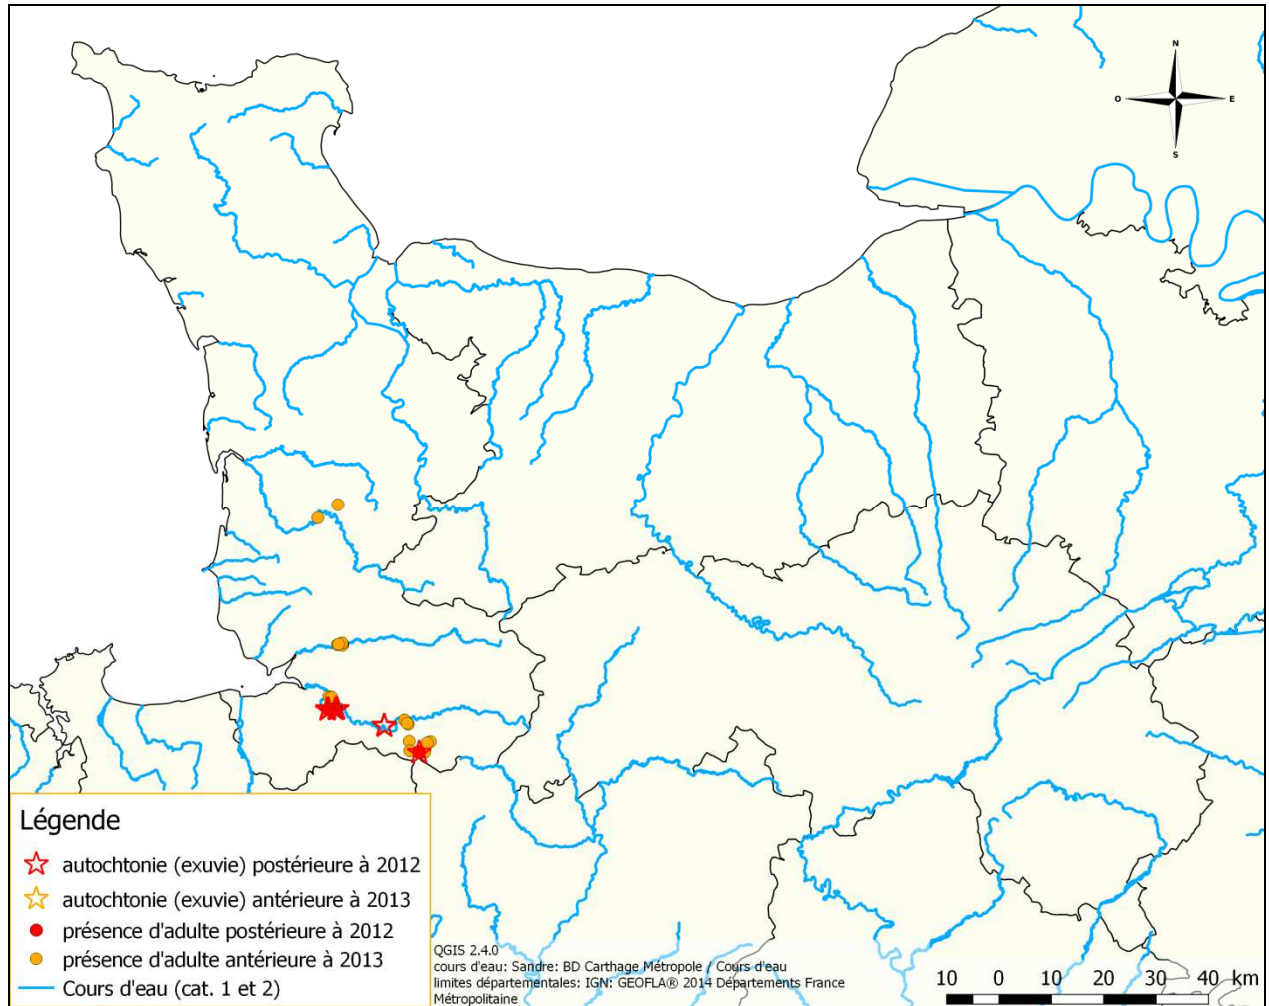 N
O
E
S
Légende
autochtonie (exuvie) postérieure à 2012
autochtonie (exuvie) antérieure à 2013
présence d'adulte postérieure à 2012
présence d'adulte antérieure à 2013
Cours d'eau (cat. 1 et 2)
QGIS 2.4.0
cours d'eau: Sandre: BD Carthage Métropole / Cours d'eau
limites départementales: IGN: GEOFLA® 2014 Départements France
Métropolitaine
10 0 10 20 30 40 km